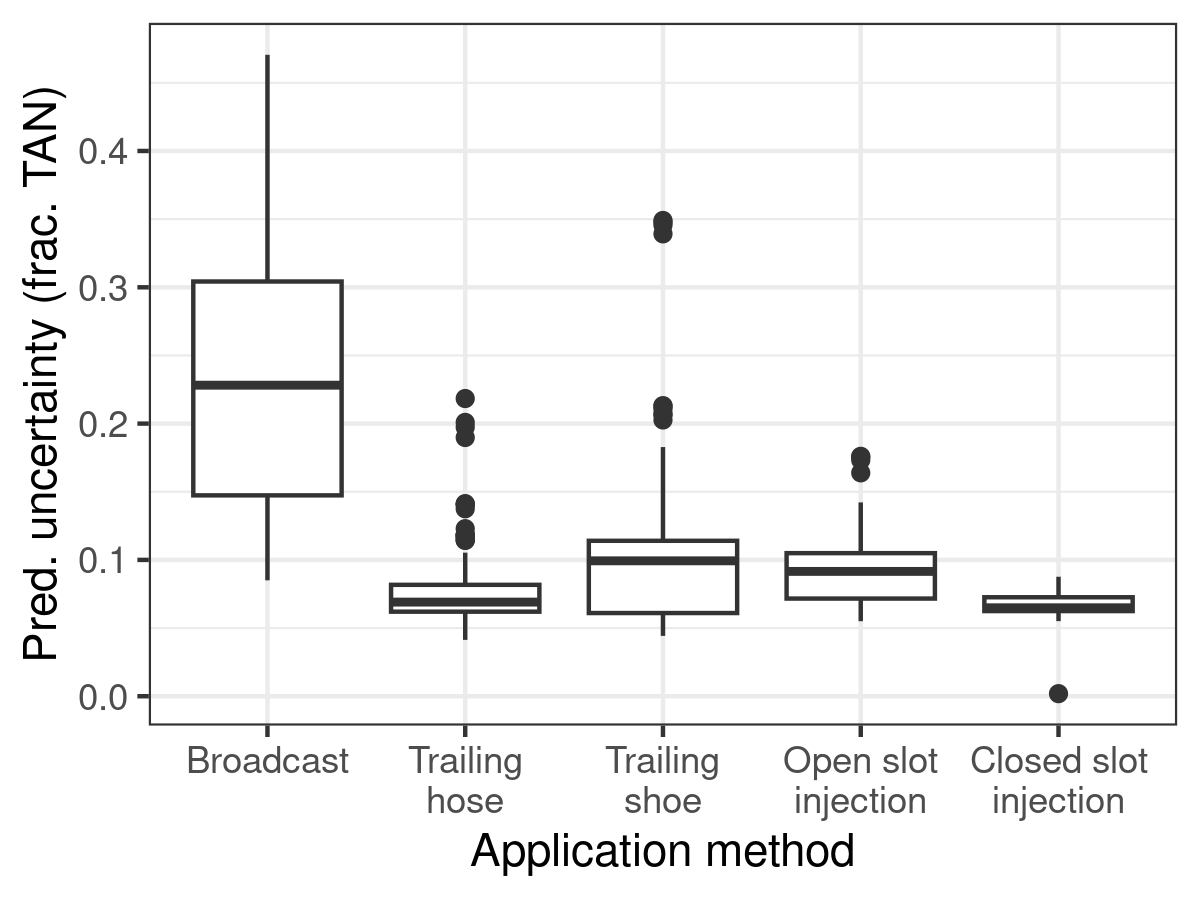 Pred. uncertainty (frac. TAN)
0.4
0.3
0.2
0.1
0.0
Broadcast
Trailing
hose
Trailing
shoe
Open slot
injection
Closed slot
injection
Application method